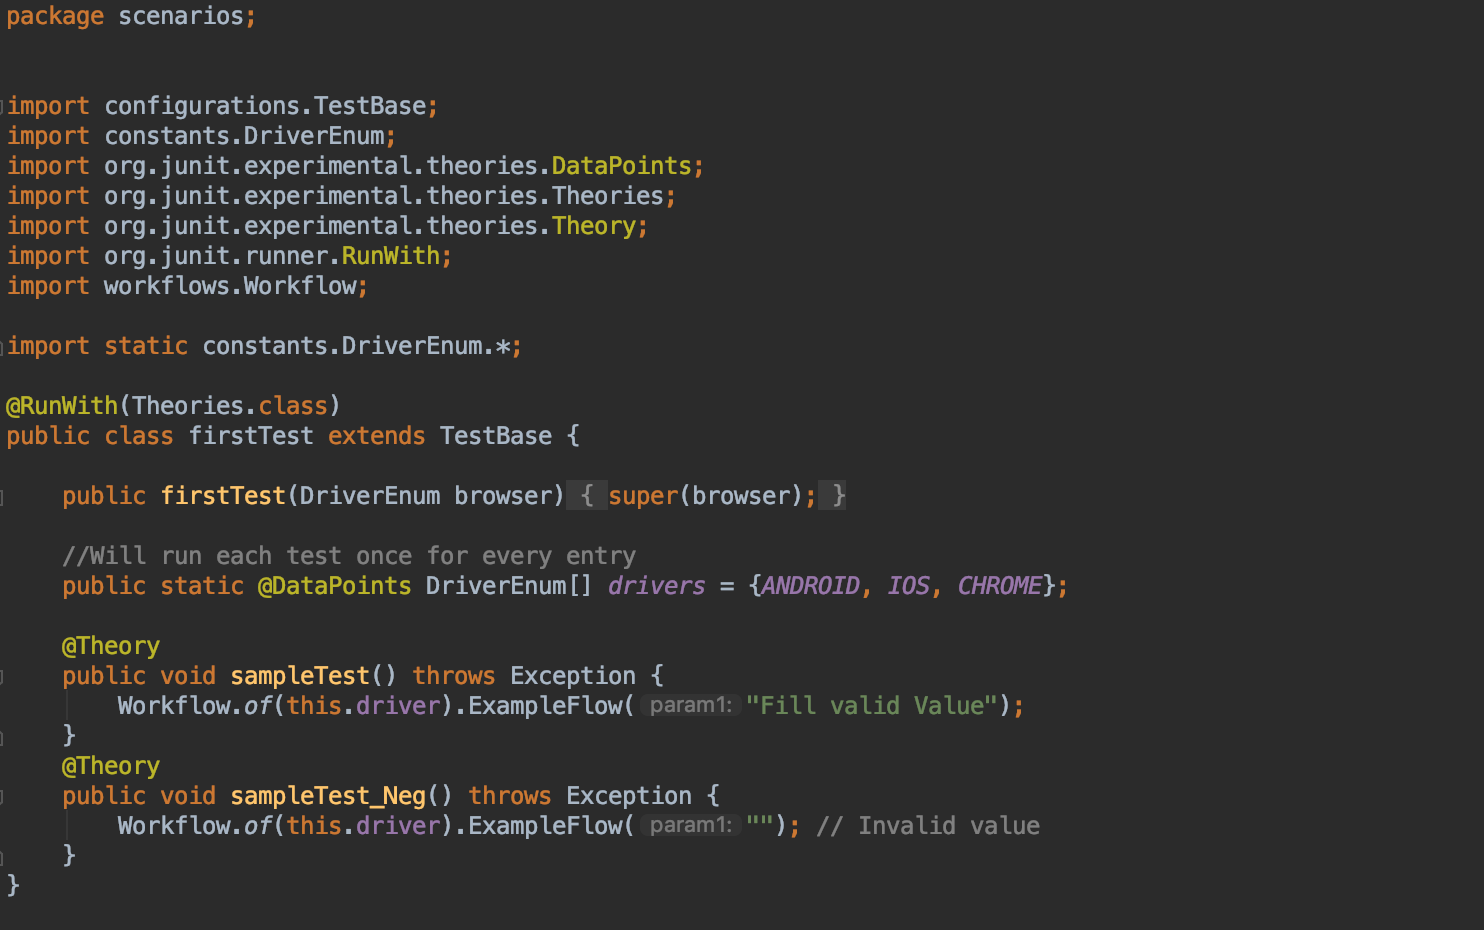 package scenarios;
import configurations.TestBase;
import constants.DriverEnum;
import org.junit.experimental.theories.DataPoints;
import org.junit.experimental.theories.Theories;
import org.junit.experimental.theories.Theory;
import org.junit.runner.RunWith;
import workflows.Workflow;
import static constants.DriverEnum.*;
@RunWith(Theories.class)
public class firstTest extends TestBase {
public firstTest(DriverEnum browser) { super(browser); }
//Will run each test once for every entry
public static @DataPoints DriverEnum[] drivers = {ANDROID, IOS, CHROME};
@Theory
public void sampleTest() throws Exception {
Workflow.of(this.driver).ExampleFlow( param1: "Fill valid Value");
}
@Theory
public void sampleTest_Neg() throws Exception {
Workflow.of(this.driver).ExampleFlow( param1: ""); // Invalid value
}
}